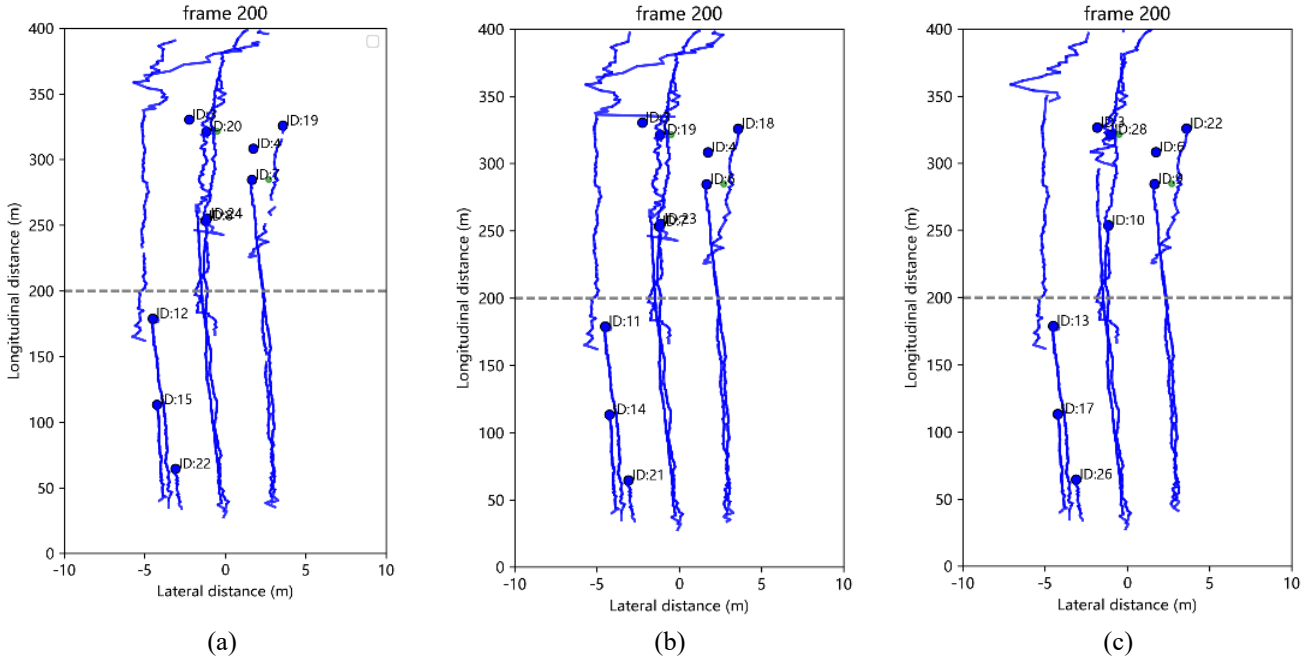 frame 200
400
350
300
250
200
150
100
50
0
-10
-5
0
5
10
Longitudinal distance (m)
Lateral distance (m)
ID:20
ID:19
ID:4
ID:7
ID:24
ID:12
ID:15
ID:22
(a)
frame 200
400
350
300
250
200
150
100
50
0
-10
-5
0
5
10
Longitudinal distance (m)
Lateral distance (m)
ID:19
ID:18
ID:4
ID:23
ID:11
ID:14
ID:21
(b)
frame 200
400
350
300
250
200
150
100
50
0
-10
-5
0
5
10
Longitudinal distance (m)
Lateral distance (m)
ID:3
ID:28
ID:22
ID:6
ID:10
ID:13
ID:17
ID:26
(c)